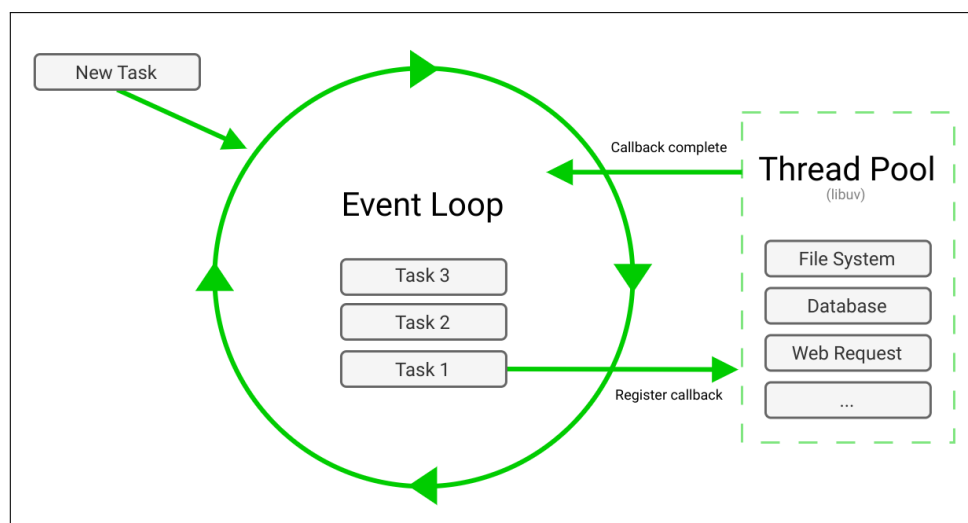 New Task
Event Loop
Task 3
Task 2
Task 1
Callback complete
Register callback
Thread Pool
(libuv)
File System
Database
Web Request
...